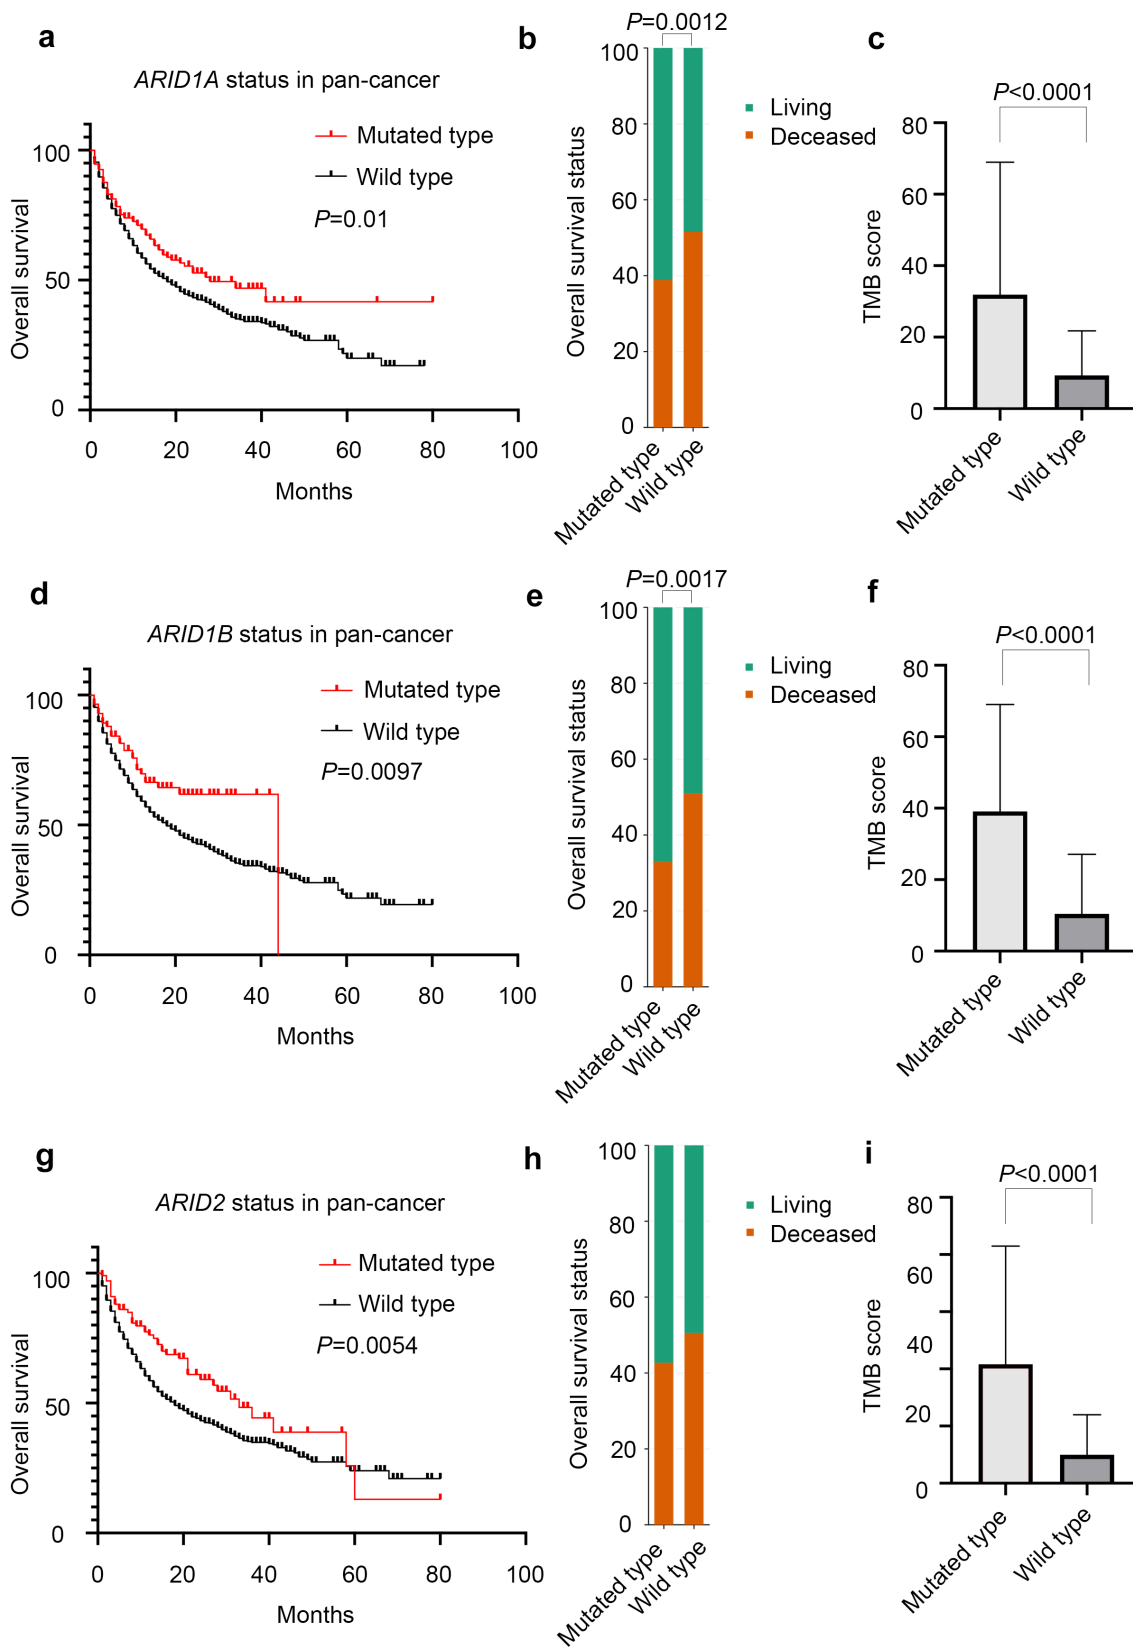 a
ARID1A status in pan-cancer
Mutated type
Wild type
P=0.01
Overall survival
100
50
0
0 20 40 60 80 100
Months
b
P=0.0012
Living
Deceased
Overall survival status
100
80
60
40
20
0
Mutated type
Wild type
c
P<0.0001
TMB score
80
60
40
20
0
Mutated type
Wild type
d
ARID1B status in pan-cancer
Mutated type
Wild type
P=0.0097
Overall survival
100
50
0
0 20 40 60 80 100
Months
e
P=0.0017
Living
Deceased
Overall survival status
100
80
60
40
20
0
Mutated type
Wild type
f
P<0.0001
TMB score
80
60
40
20
0
Mutated type
Wild type
g
ARID2 status in pan-cancer
Mutated type
Wild type
P=0.0054
Overall survival
100
50
0
0 20 40 60 80 100
Months
h
Living
Deceased
Overall survival status
100
80
60
40
20
0
Mutated type
Wild type
i
P<0.0001
TMB score
80
60
40
20
0
Mutated type
Wild type